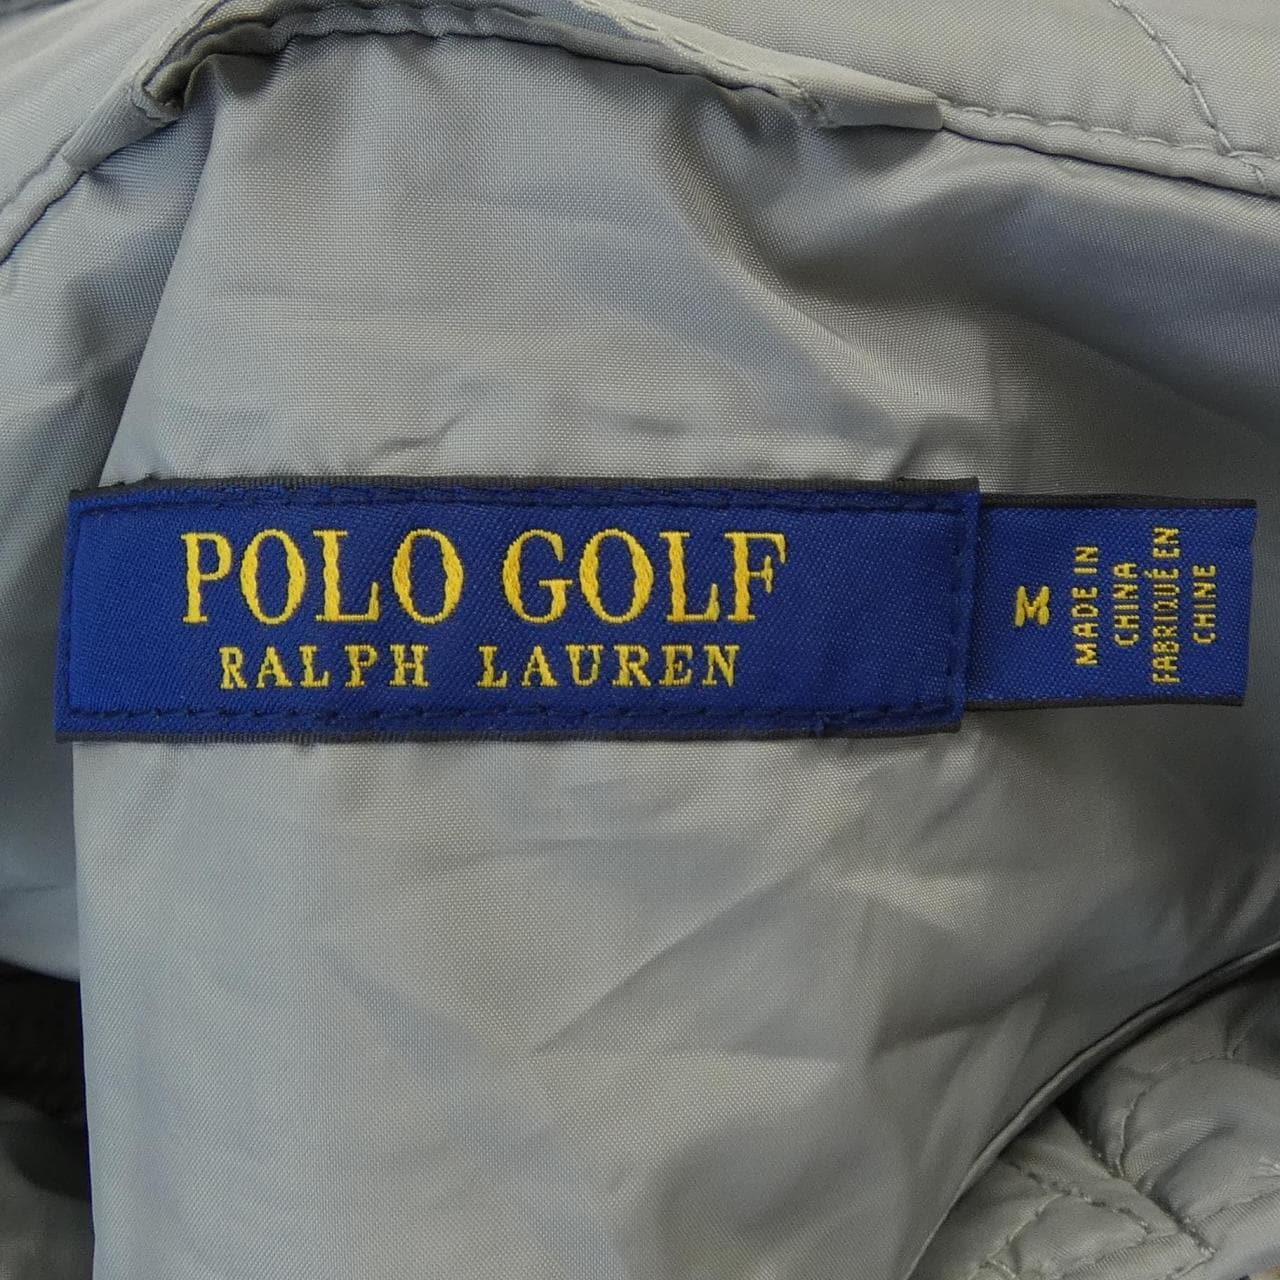 POLO GOLF
RALPH LAUREN
M
MADE IN
CHINA
FABRIQUÉ EN
CHINE